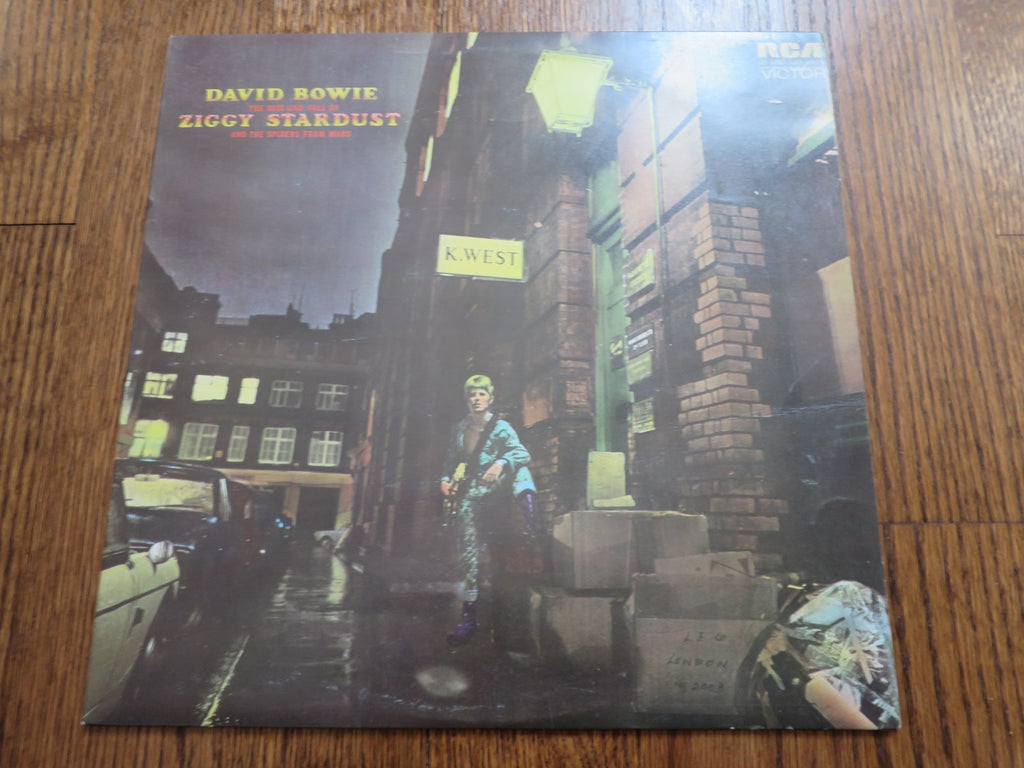 DAVID BOWIE
THE RISE AND FALL OF
ZIGGY STARDUST
AND THE SPIDERS FROM MARS
RCA
VICTOR
K.WEST
LONDON